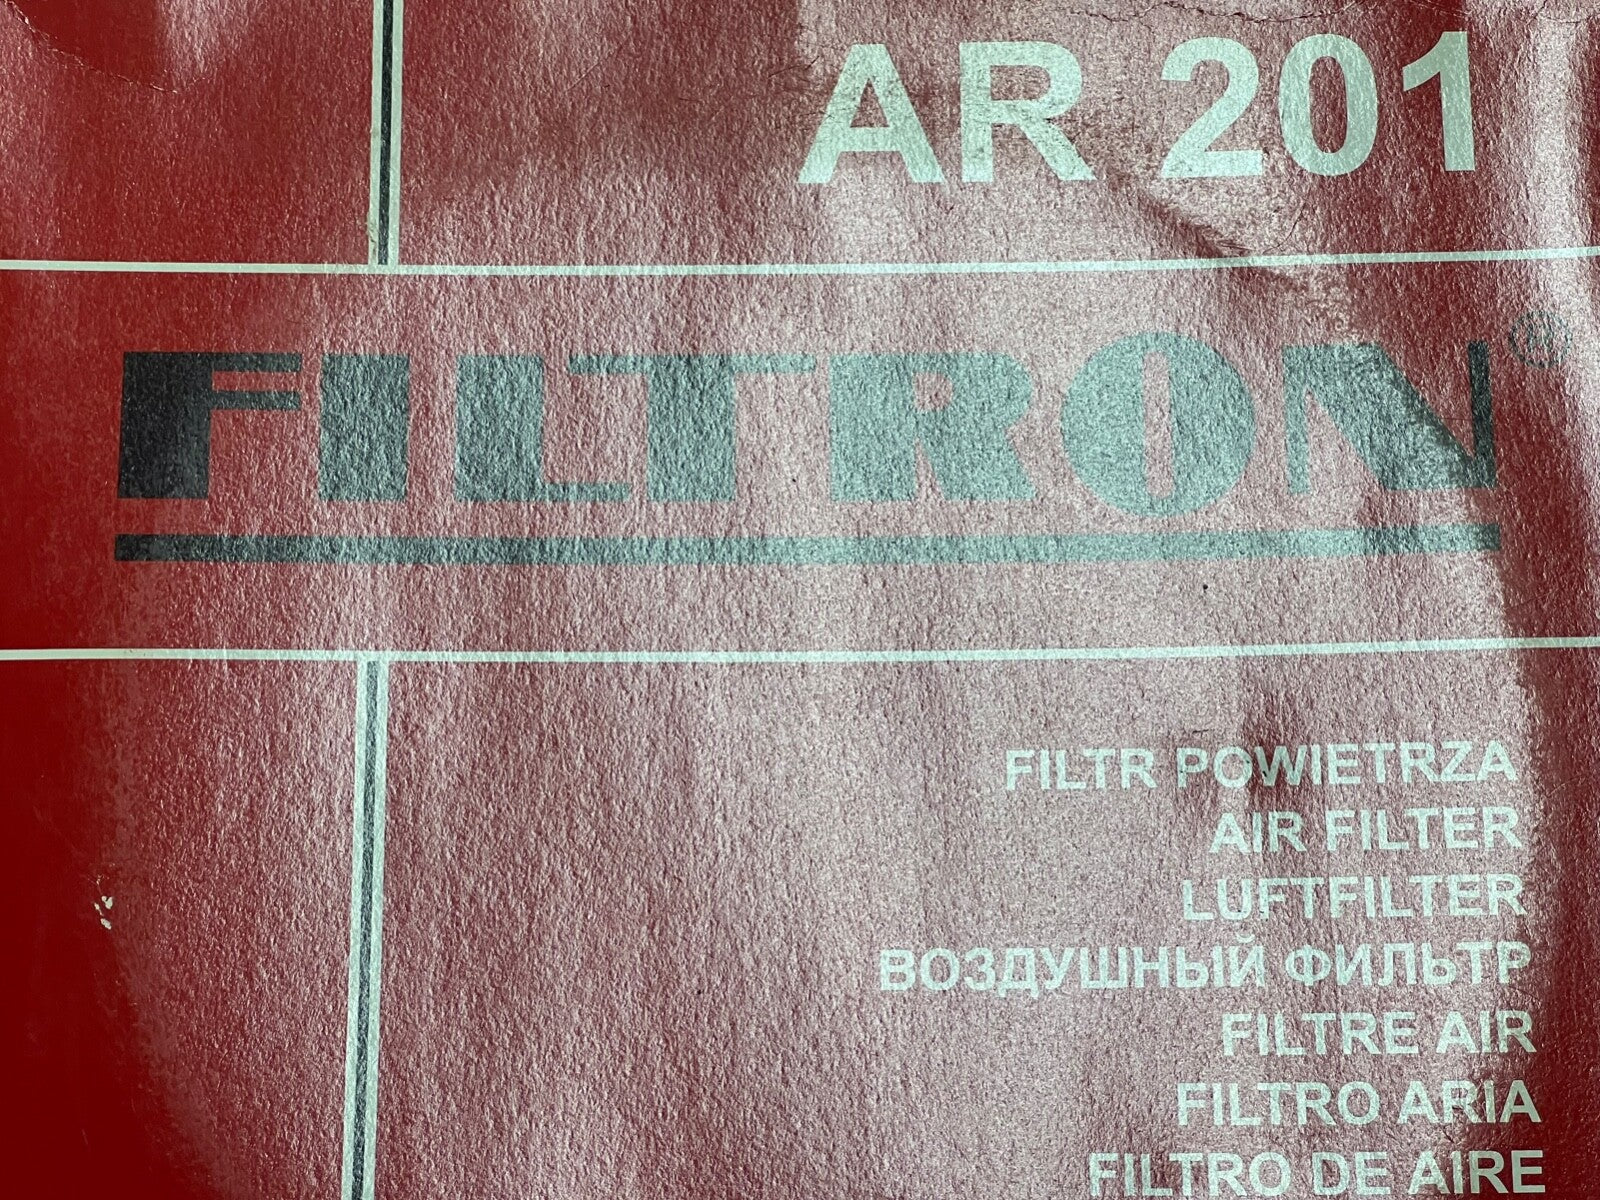 AR 201
FILTRON®
FILTR POWIETRZA
AIR FILTER
LUFTFILTER
ВОЗДУШНЫЙ ФИЛЬТР
FILTRE AIR
FILTRO ARIA
FILTRO DE AIRE